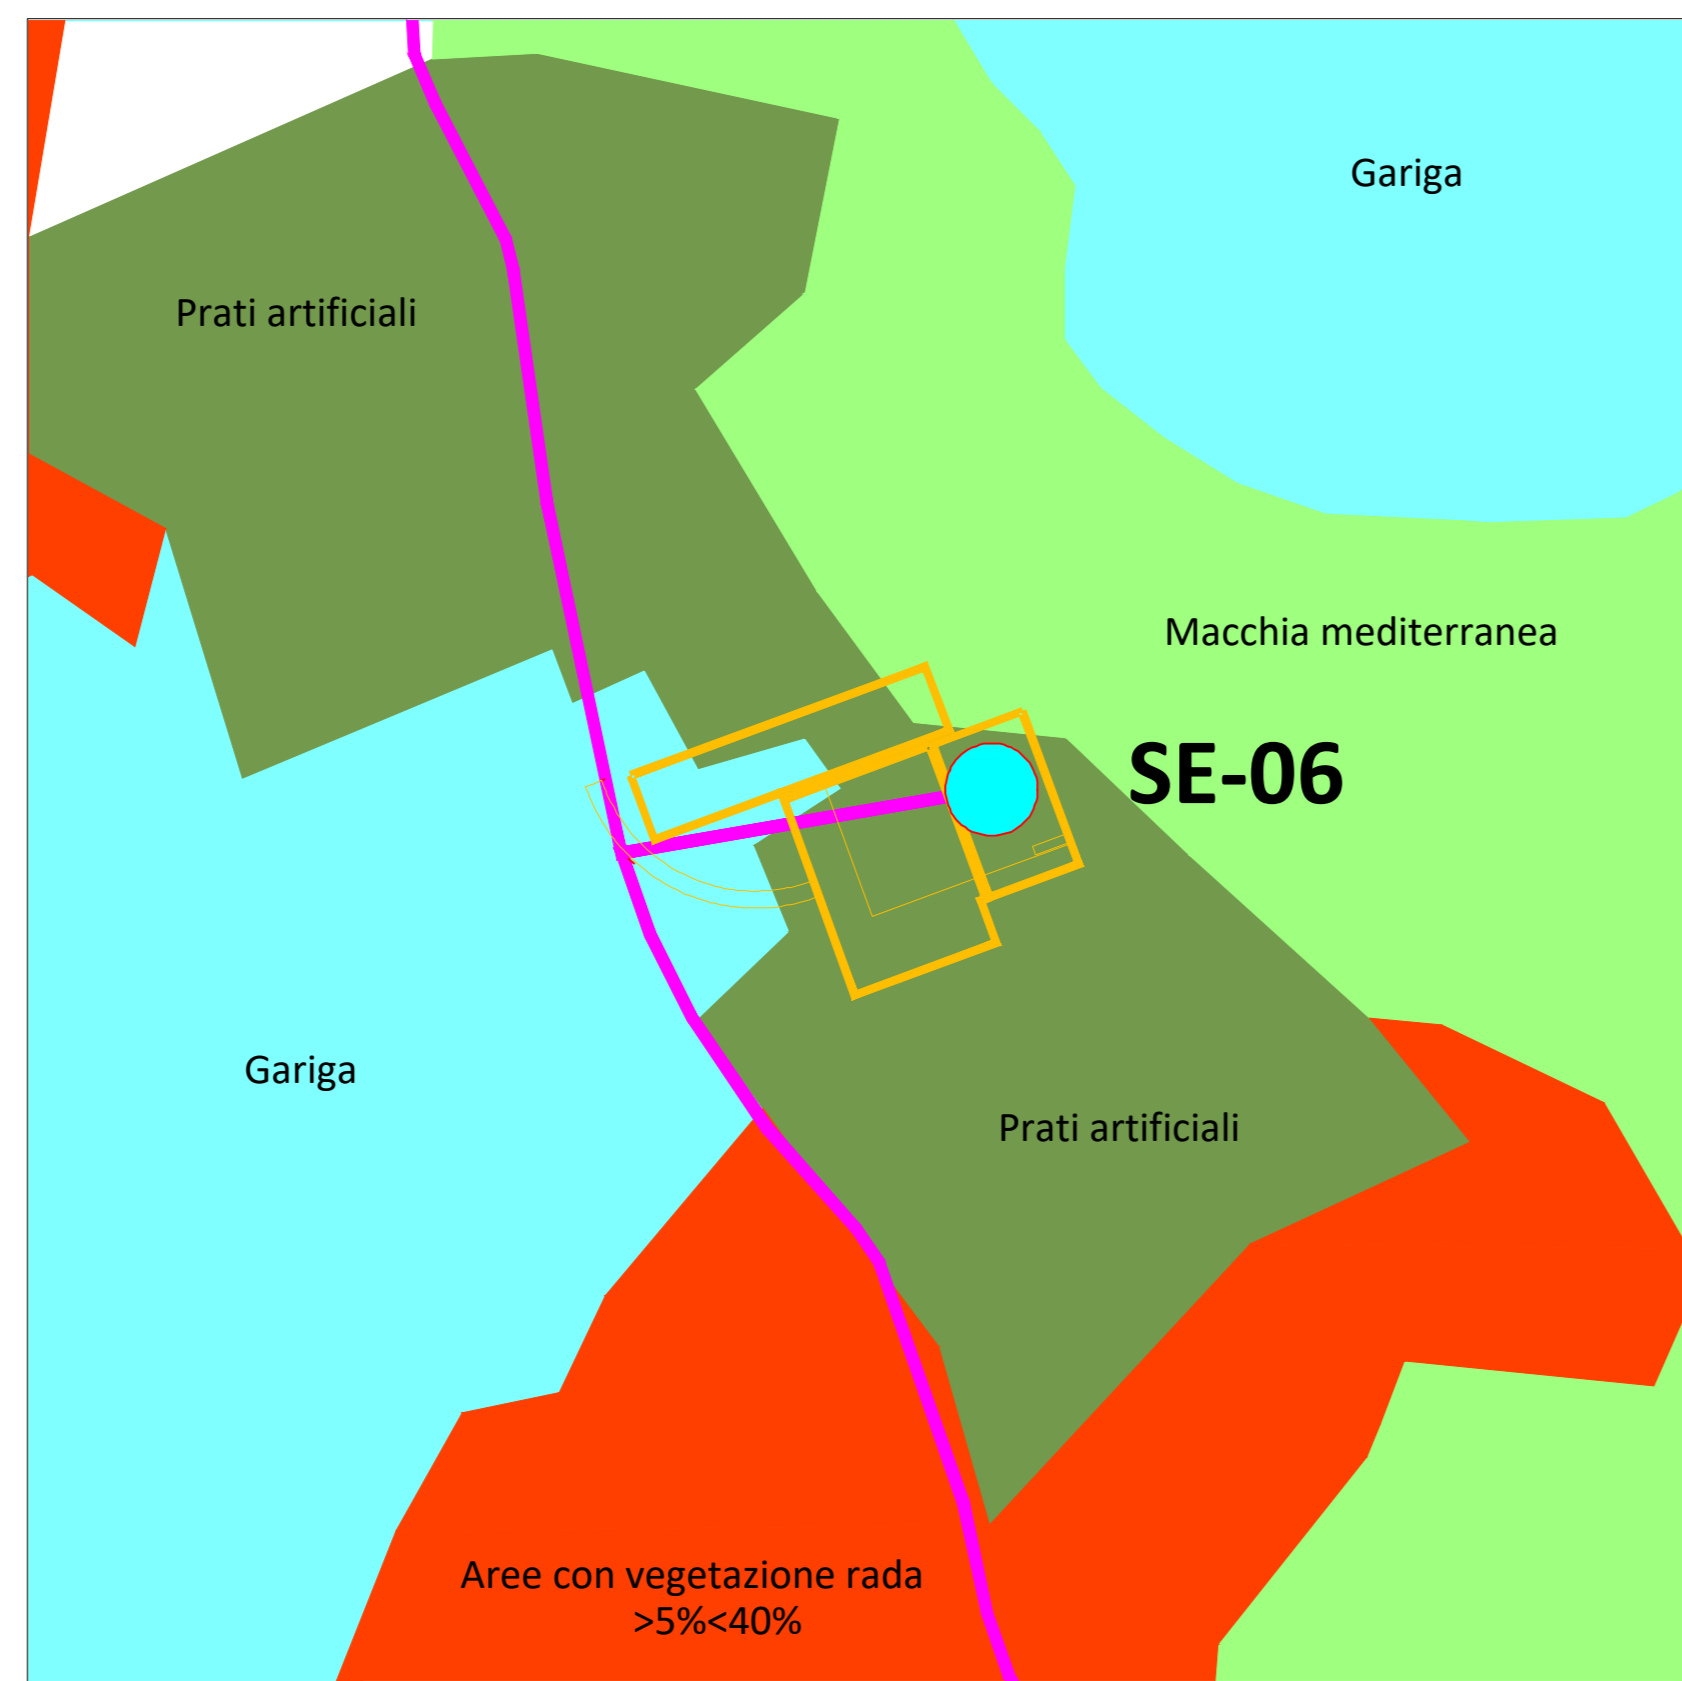 Gariga
Prati artificiali
Macchia mediterranea
SE-06
Gariga
Prati artificiali
Aree con vegetazione rada
>5%<40%